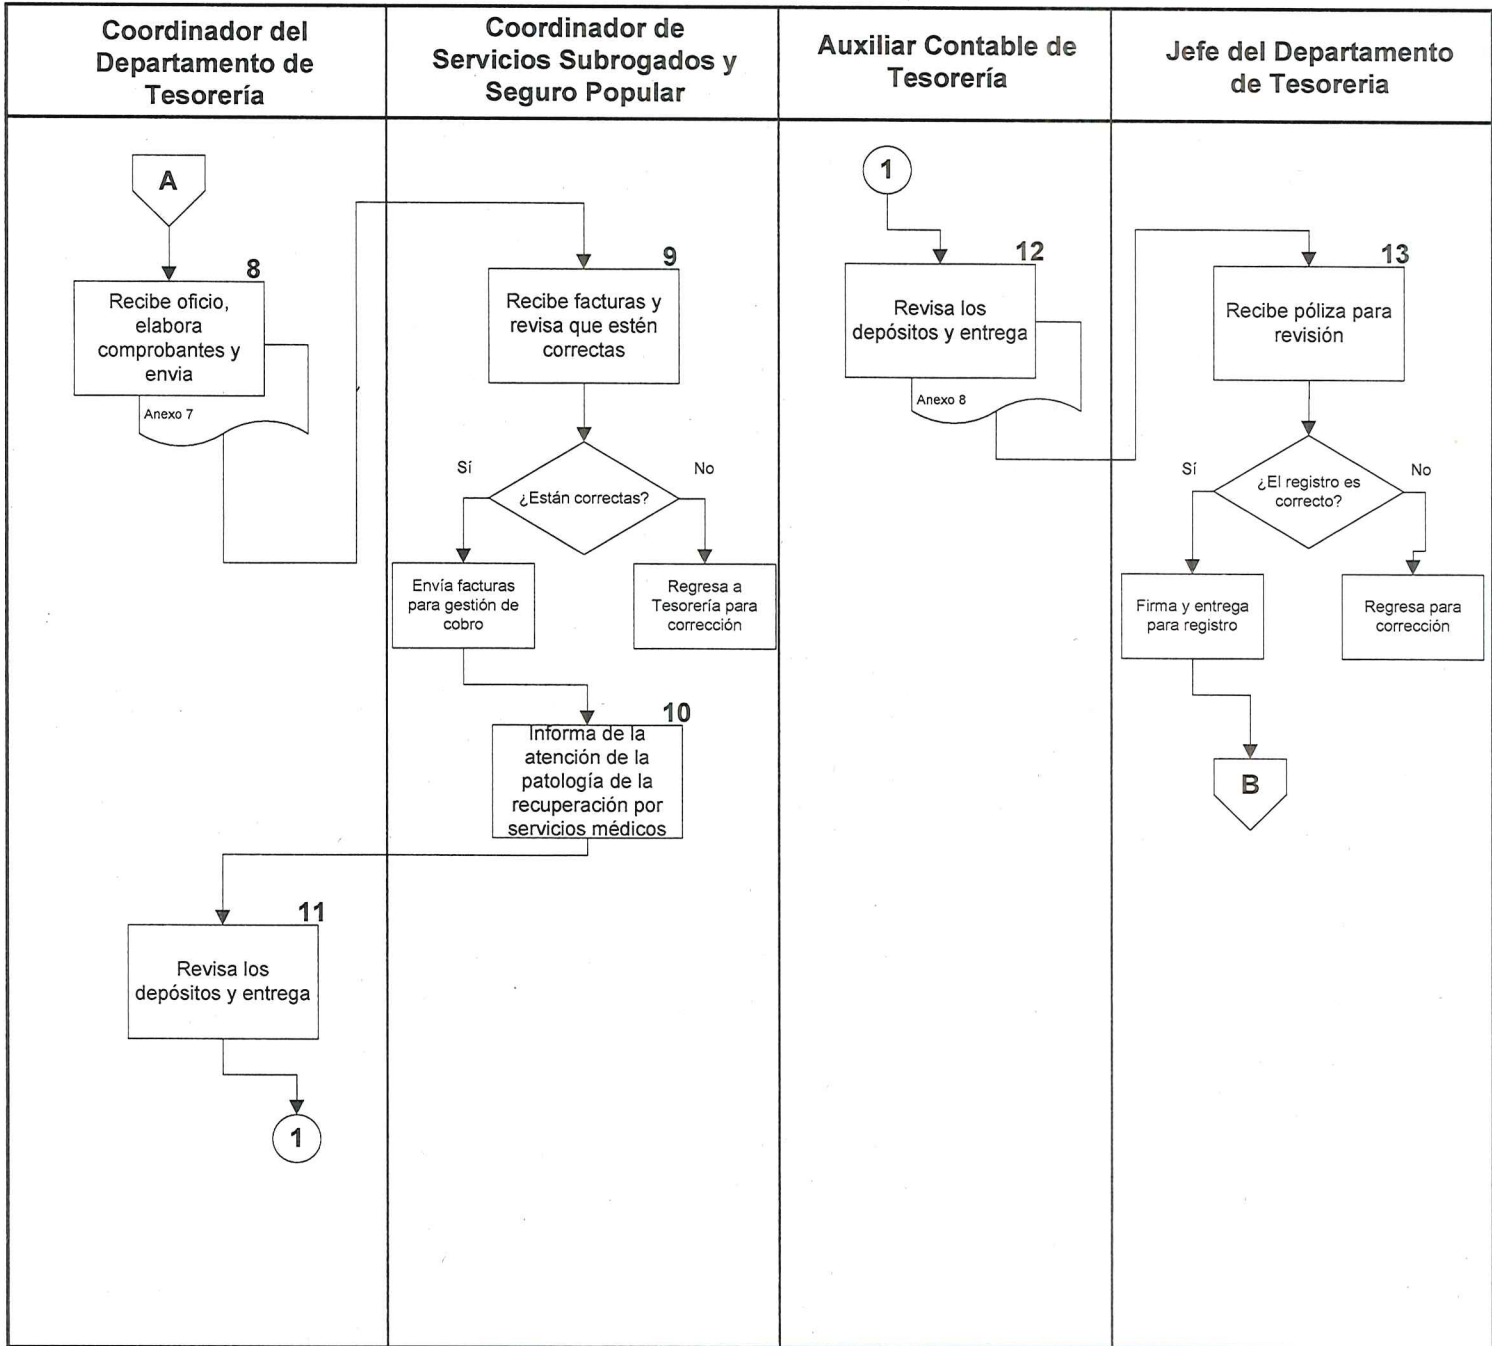 Coordinador del
Departamento de
Tesorería
Coordinador de
Servicios Subrogados y
Seguro Popular
Auxiliar Contable de
Tesorería
Jefe del Departamento
de Tesoreria
A
8
Recibe oficio,
elabora
comprobantes y
envia
Anexo 7
9
Recibe facturas y
revisa que estén
correctas
¿Están correctas?
Sí
No
Envía facturas
para gestión de
cobro
Regresa a
Tesorería para
corrección
10
Informa de la
atención de la
patología de la
recuperación por
servicios médicos
11
Revisa los
depósitos y entrega
1
1
12
Revisa los
depósitos y entrega
Anexo 8
13
Recibe póliza para
revisión
¿El registro es
correcto?
Sí
No
Firma y entrega
para registro
Regresa para
corrección
B